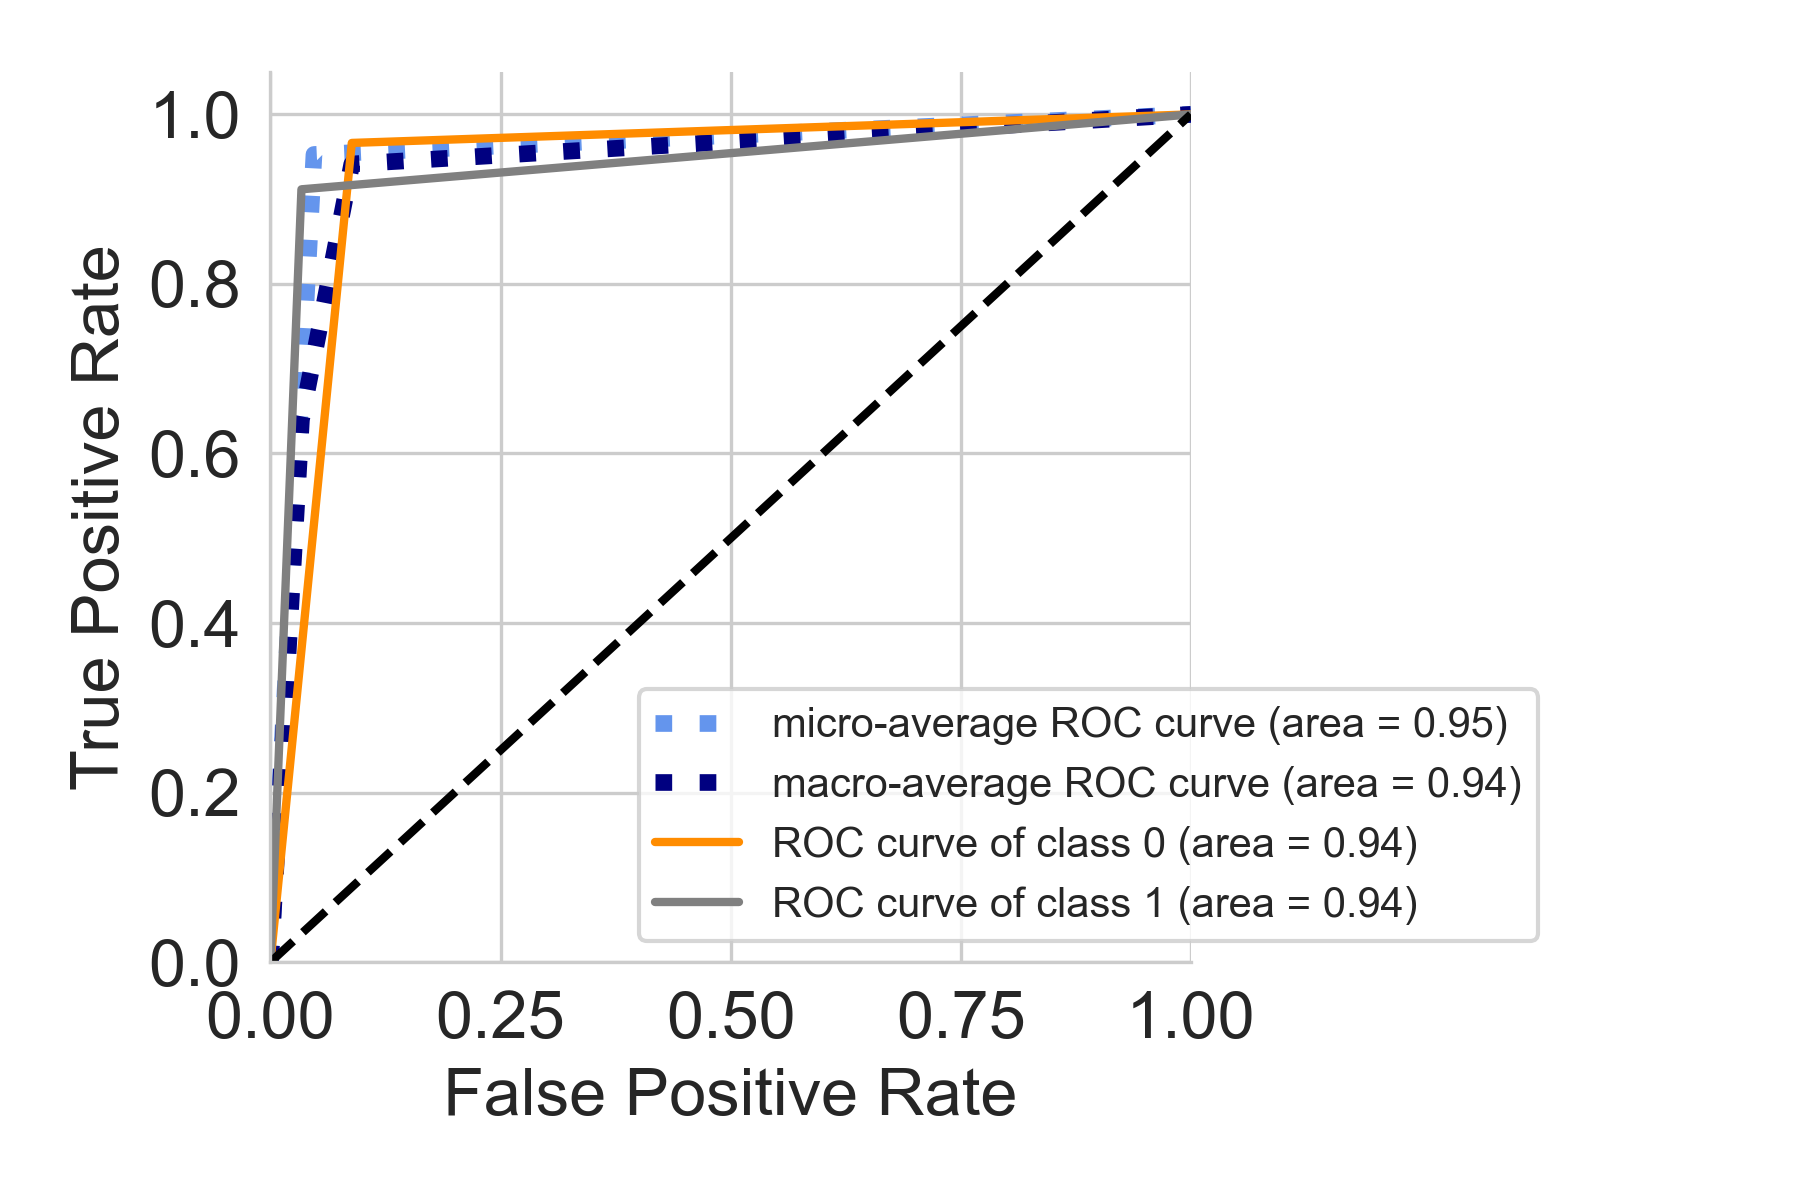 True Positive Rate
1.0
0.8
0.6
0.4
0.2
0.0
micro-average ROC curve (area = 0.95)
macro-average ROC curve (area = 0.94)
ROC curve of class 0 (area = 0.94)
ROC curve of class 1 (area = 0.94)
0.00 0.25 0.50 0.75 1.00
False Positive Rate